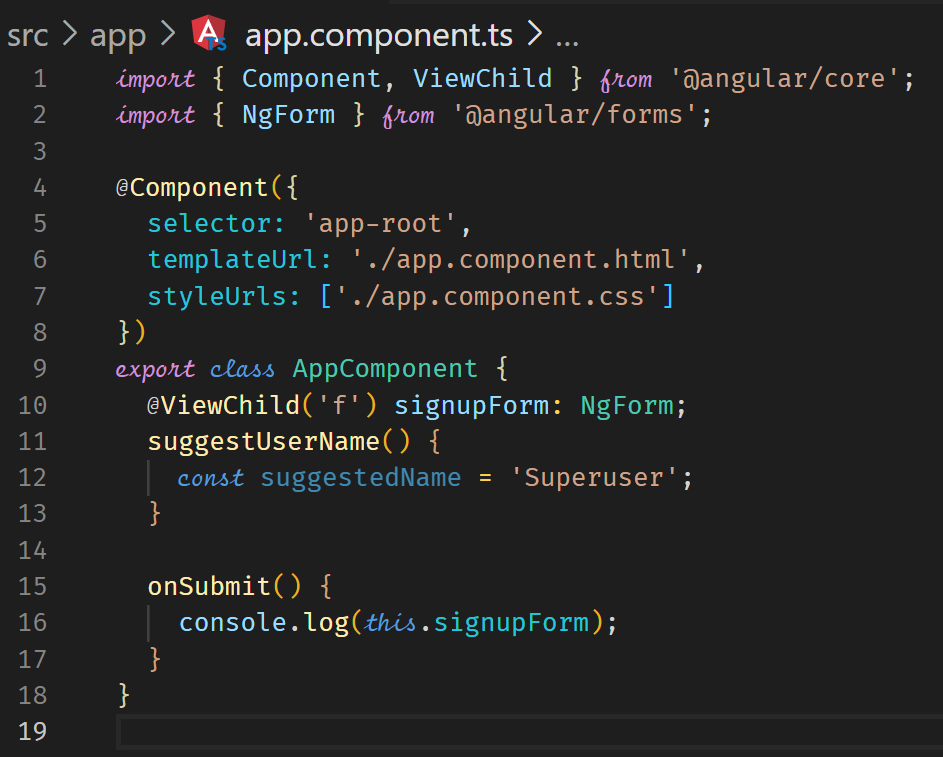 src > app > app.component.ts > ...
1 import { Component, ViewChild } from '@angular/core';
2 import { NgForm } from '@angular/forms';
3
4 @Component({
5   selector: 'app-root',
6   templateUrl: './app.component.html',
7   styleUrls: ['./app.component.css']
8 })
9 export class AppComponent {
10   @ViewChild('f') signupForm: NgForm;
11   suggestUserName() {
12     const suggestedName = 'Superuser';
13   }
14
15   onSubmit() {
16     console.log(this.signupForm);
17   }
18 }
19